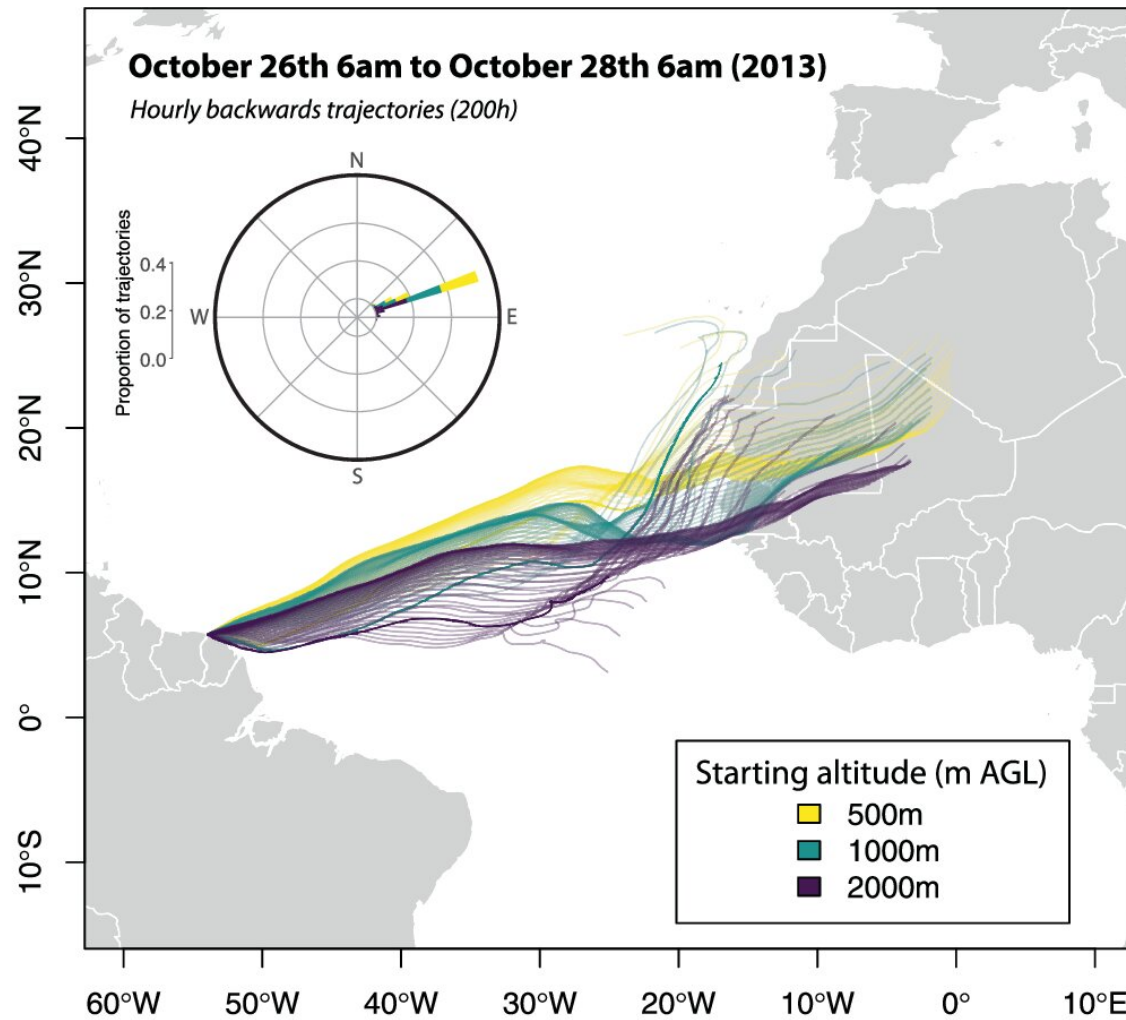 October 26th 6am to October 28th 6am (2013)
Hourly backwards trajectories (200h)
N
Proportion of trajectories
0.4
0.2
0.0
W
E
S
40°N
30°N
20°N
10°N
0°
10°S
Starting altitude (m AGL)
500m
1000m
2000m
60°W 50°W 40°W 30°W 20°W 10°W 0° 10°E